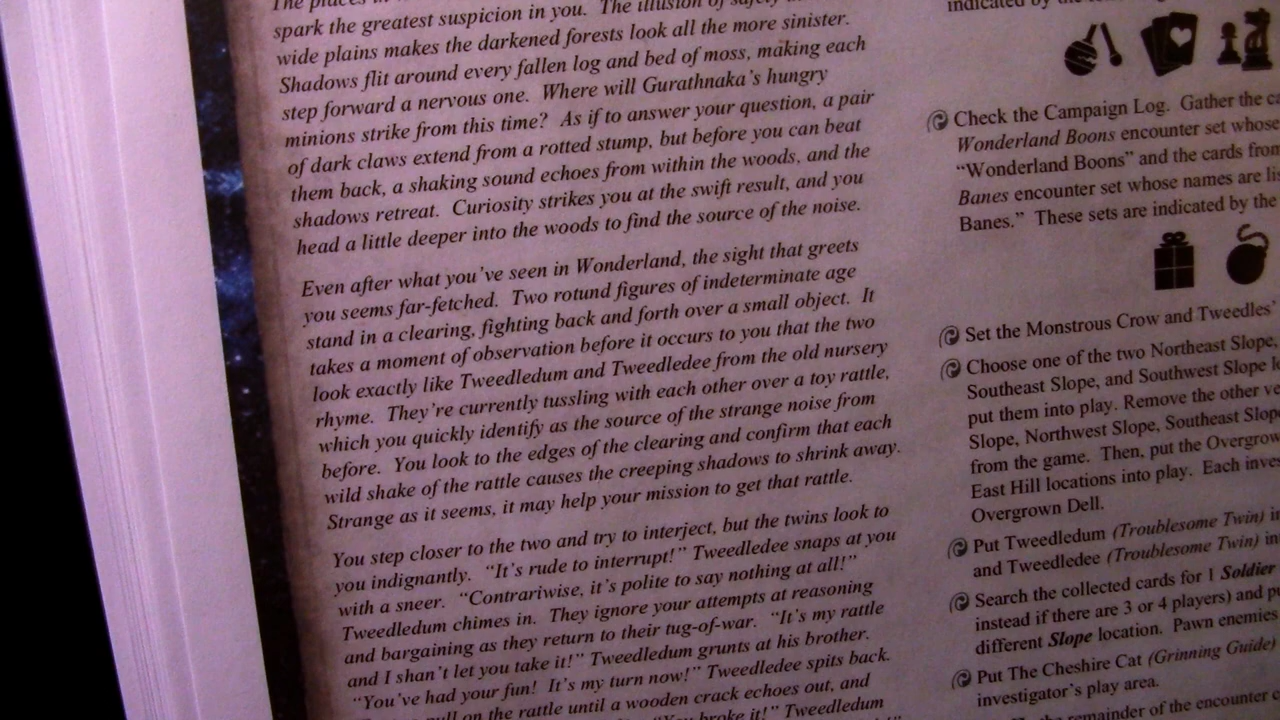 The places in
spark the greatest suspicion in you. The illusion of safety
wide plains makes the darkened forests look all the more sinister.
Shadows flit around every fallen log and bed of moss, making each
step forward a nervous one. Where will Gurathnaka's hungry
minions strike from this time? As if to answer your question, a pair
of dark claws extend from a rotted stump, but before you can beat
them back, a shaking sound echoes from within the woods, and the
shadows retreat. Curiosity strikes you at the swift result, and you
head a little deeper into the woods to find the source of the noise.
Even after what you've seen in Wonderland, the sight that greets
you seems far-fetched. Two rotund figures of indeterminate age
stand in a clearing, fighting back and forth over a small object. It
takes a moment of observation before it occurs to you that the two
look exactly like Tweedledum and Tweedledee from the old nursery
rhyme. They're currently tussling with each other over a toy rattle,
which you quickly identify as the source of the strange noise from
before. You look to the edges of the clearing and confirm that each
wild shake of the rattle causes the creeping shadows to shrink away.
Strange as it seems, it may help your mission to get that rattle.
You step closer to the two and try to interject, but the twins look to
you indignantly. "It's rude to interrupt!" Tweedledee snaps at you
with a sneer. "Contrariwise, it's polite to say nothing at all!"
Tweedledum chimes in. They ignore your attempts at reasoning
and bargaining as they return to their tug-of-war. "It's my rattle
and I shan't let you take it!" Tweedledum grunts at his brother.
"You've had your fun! It's my turn now!" Tweedledee spits back.
pull on the rattle until a wooden crack echoes out, and
"You broke it!" Tweedledum
indicated by the
Check the Campaign Log. Gather the
Wonderland Boons encounter set whose
"Wonderland Boons" and the cards from
Banes encounter set whose names are
Banes." These sets are indicated by the
Set the Monstrous Crow and Tweedles'
Choose one of the two Northeast Slope,
Southeast Slope, and Southwest Slope
put them into play. Remove the other
Slope, Northwest Slope, Southeast
from the game. Then, put the
East Hill locations into play. Each
Overgrown Dell.
Put Tweedledum (Troublesome Twin)
and Tweedledee (Troublesome Twin)
Search the collected cards for 1 Soldier
instead if there are 3 or 4 players) and
different Slope location. Pawn enemies
Put The Cheshire Cat (Grinning Guide)
investigator's play area.
the remainder of the encounter